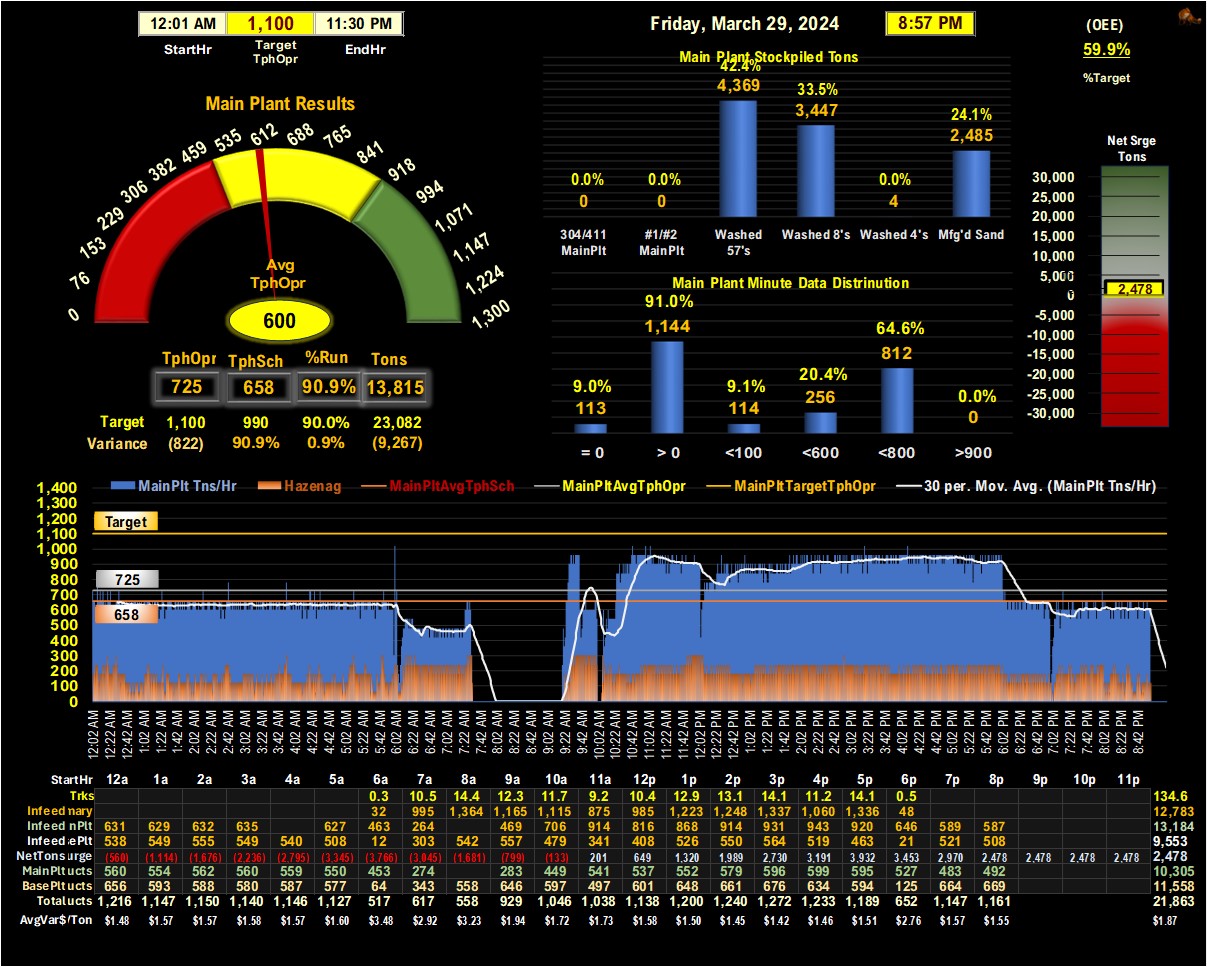 12:01 AM 1,100 11:30 PM
StartHr Target TphOpr EndHr
Friday, March 29, 2024 8:57 PM
(OEE)
59.9%
%Target
Main Plant Results
0 76 153 229 306 382 459 535 612 688 765 841 918 994 1,071 1,147 1,224 1,300
Avg
TphOpr
600
TphOpr TphSch %Run Tons
725 658 90.9% 13,815
Target 1,100 990 90.0% 23,082
Variance (822) 90.9% 0.9% (9,267)
Main Plant Stockpiled Tons
0.0% 0.0% 42.4% 33.5% 0.0% 24.1%
0 0 4,369 3,447 4 2,485
304/411 MainPlt #1/#2 MainPlt Washed 57's Washed 8's Washed 4's Mfg'd Sand
Main Plant Minute Data Distrinution
9.0% 91.0% 9.1% 20.4% 64.6% 0.0%
113 1,144 114 256 812 0
= 0 > 0 <100 <600 <800 >900
Net Srge
Tons
30,000
25,000
20,000
15,000
10,000
5,000
2,478
0
-5,000
-10,000
-15,000
-20,000
-25,000
-30,000
MainPlt Tns/Hr Hazenag MainPltAvgTphSch MainPltAvgTphOpr MainPltTargetTphOpr 30 per. Mov. Avg. (MainPlt Tns/Hr)
1,400
1,300
1,200
1,100
1,000
900
800
700
600
500
400
300
200
100
0
Target
725
658
12:02 AM 12:22 AM 12:42 AM 1:02 AM 1:22 AM 1:42 AM 2:02 AM 2:22 AM 2:42 AM 3:02 AM 3:22 AM 3:42 AM 4:02 AM 4:22 AM 4:42 AM 5:02 AM 5:22 AM 5:42 AM 6:02 AM 6:22 AM 6:42 AM 7:02 AM 7:22 AM 7:42 AM 8:02 AM 8:22 AM 8:42 AM 9:02 AM 9:22 AM 9:42 AM 10:02 AM 10:22 AM 10:42 AM 11:02 AM 11:22 AM 11:42 AM 12:02 PM 12:22 PM 12:42 PM 1:02 PM 1:22 PM 1:42 PM 2:02 PM 2:22 PM 2:42 PM 3:02 PM 3:22 PM 3:42 PM 4:02 PM 4:22 PM 4:42 PM 5:02 PM 5:22 PM 5:42 PM 6:02 PM 6:22 PM 6:42 PM 7:02 PM 7:22 PM 7:42 PM 8:02 PM 8:22 PM 8:42 PM
StartHr 12a 1a 2a 3a 4a 5a 6a 7a 8a 9a 10a 11a 12p 1p 2p 3p 4p 5p 6p 7p 8p 9p 10p 11p
Trks 0.3 10.5 14.4 12.3 11.7 9.2 10.4 12.9 13.1 14.1 11.2 14.1 0.5 134.6
Infeed nary 32 995 1,364 1,165 1,115 875 985 1,223 1,248 1,337 1,060 1,336 48 12,783
Infeed nPlt 631 629 632 635 627 463 264 469 706 914 816 868 914 931 943 920 646 589 587 13,184
Infeed ePlt 538 549 555 549 540 508 12 303 542 557 479 341 408 526 550 564 519 463 21 521 508 9,553
NetTons urge (560) (1,114) (1,676) (2,236) (2,795) (3,345) (3,766) (3,045) (1,681) (799) (133) 201 649 1,320 1,989 2,730 3,191 3,932 3,453 2,970 2,478 2,478 2,478 2,478 2,478
MainPlt ucts 560 554 562 560 559 550 453 274 283 449 541 537 552 579 596 599 595 527 483 492 10,305
BasePlt ucts 656 593 588 580 587 577 64 343 558 646 597 497 601 648 661 676 634 594 125 664 669 11,558
Total ucts 1,216 1,147 1,150 1,140 1,146 1,127 517 617 558 929 1,046 1,038 1,138 1,200 1,240 1,272 1,233 1,189 652 1,147 1,161 21,863
AvgVar$/Ton $1.48 $1.57 $1.57 $1.58 $1.57 $1.60 $3.48 $2.92 $3.23 $1.94 $1.72 $1.73 $1.58 $1.50 $1.45 $1.42 $1.46 $1.51 $2.76 $1.57 $1.55 $1.87